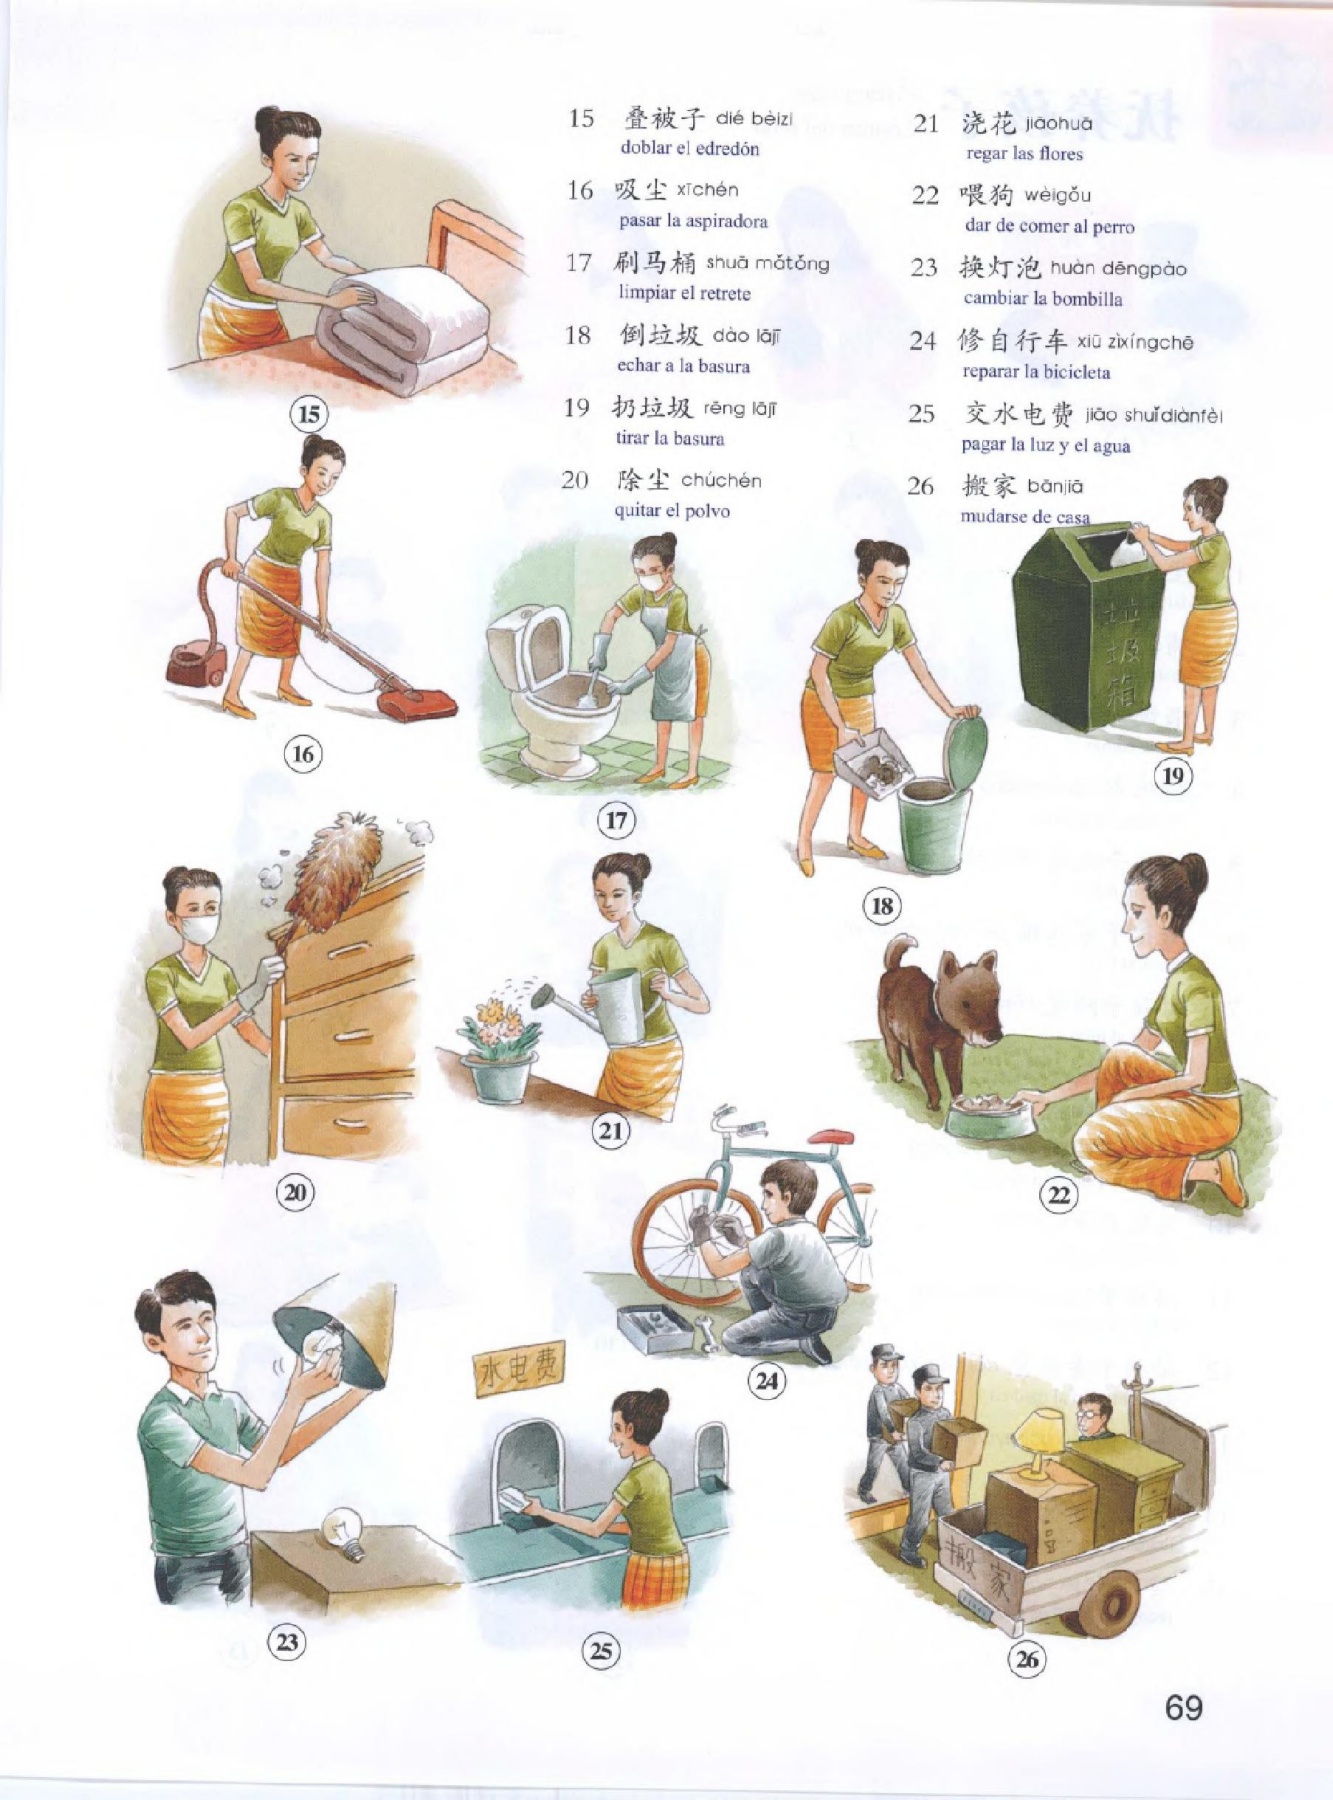 15 叠被子 dié bèizi
doblar el edredón
16 吸尘 xīchén
pasar la aspiradora
17 刷马桶 shuā mǎtǒng
limpiar el retrete
18 倒垃圾 dào lājī
echar a la basura
19 扔垃圾 rēng lājī
tirar la basura
20 除尘 chúchén
quitar el polvo
21 浇花 jiāohuā
regar las flores
22 喂狗 wèigǒu
dar de comer al perro
23 换灯泡 huàn dēngpào
cambiar la bombilla
24 修自行车 xiū zìxíngchē
reparar la bicicleta
25 交水电费 jiāo shuǐdiànfèi
pagar la luz y el agua
26 搬家 bānjiā
mudarse de casa
15
垃
圾
箱
16
17
18
19
20
21
22
水电费
23
24
25
搬家
26
69